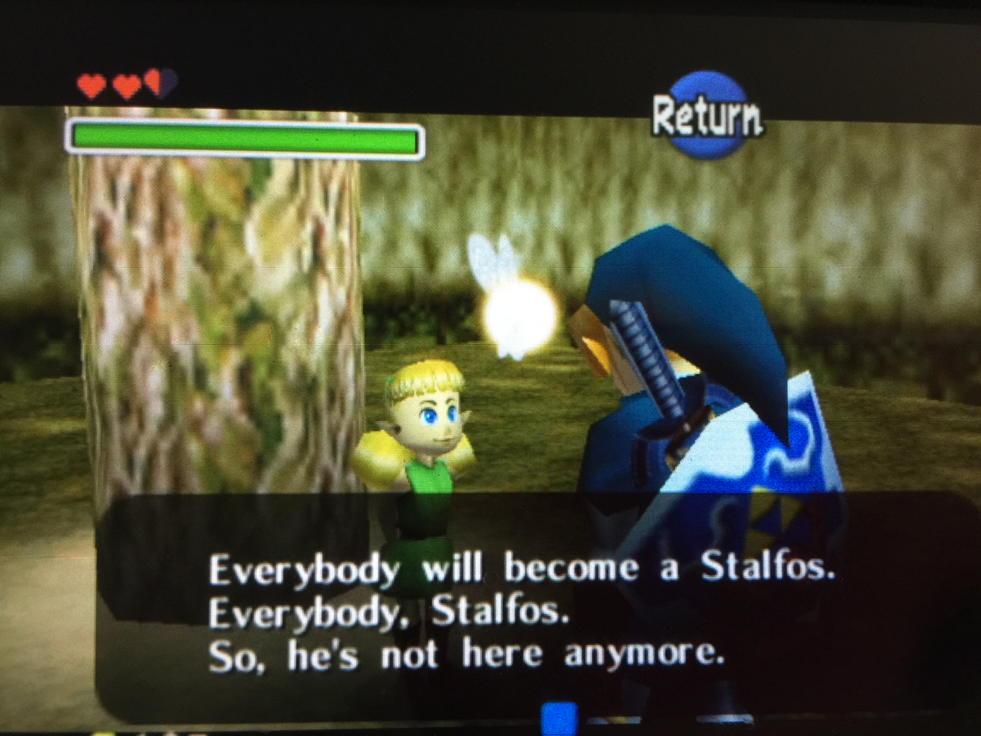 Return
Everybody will become a Stalfos.
Everybody, Stalfos.
So, he's not here anymore.